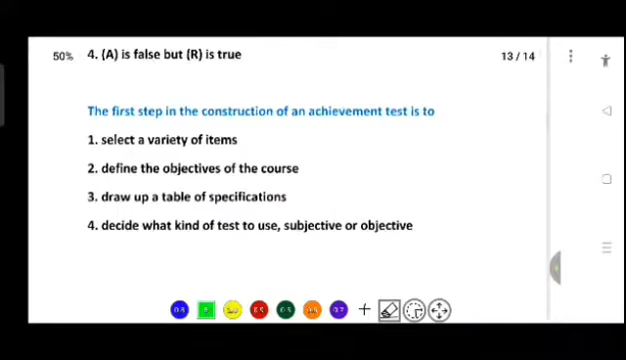 50% 4. (A) is false but (R) is true 13 / 14
The first step in the construction of an achievement test is to
1. select a variety of items
2. define the objectives of the course
3. draw up a table of specifications
4. decide what kind of test to use, subjective or objective